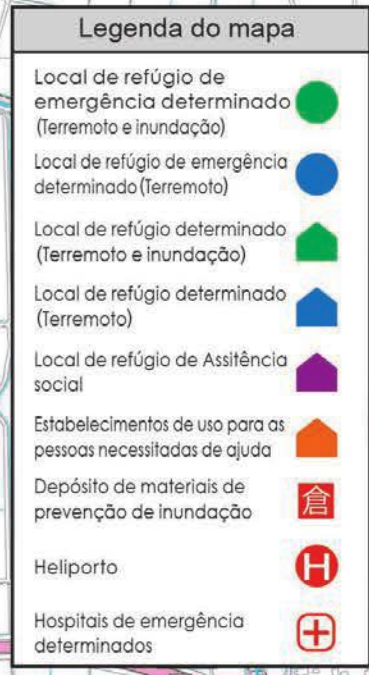 Legenda do mapa
Local de refúgio de
emergência determinado
(Terremoto e inundação)
Local de refúgio de emergência
determinado (Terremoto)
Local de refúgio determinado
(Terremoto e inundação)
Local de refúgio determinado
(Terremoto)
Local de refúgio de Assitência
social
Estabelecimentos de uso para as
pessoas necessitadas de ajuda
Depósito de materiais de
prevenção de inundação
倉
Heliporto
H
Hospitais de emergência
determinados